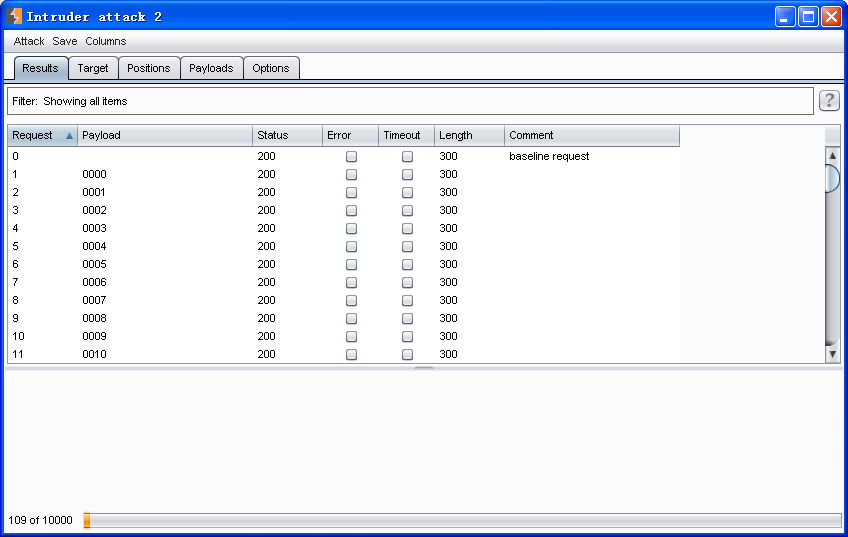 Intruder attack 2
Attack Save Columns
Results Target Positions Payloads Options
Filter: Showing all items
?
Request Payload Status Error Timeout Length Comment
0 200 300 baseline request
1 0000 200 300
2 0001 200 300
3 0002 200 300
4 0003 200 300
5 0004 200 300
6 0005 200 300
7 0006 200 300
8 0007 200 300
9 0008 200 300
10 0009 200 300
11 0010 200 300
109 of 10000